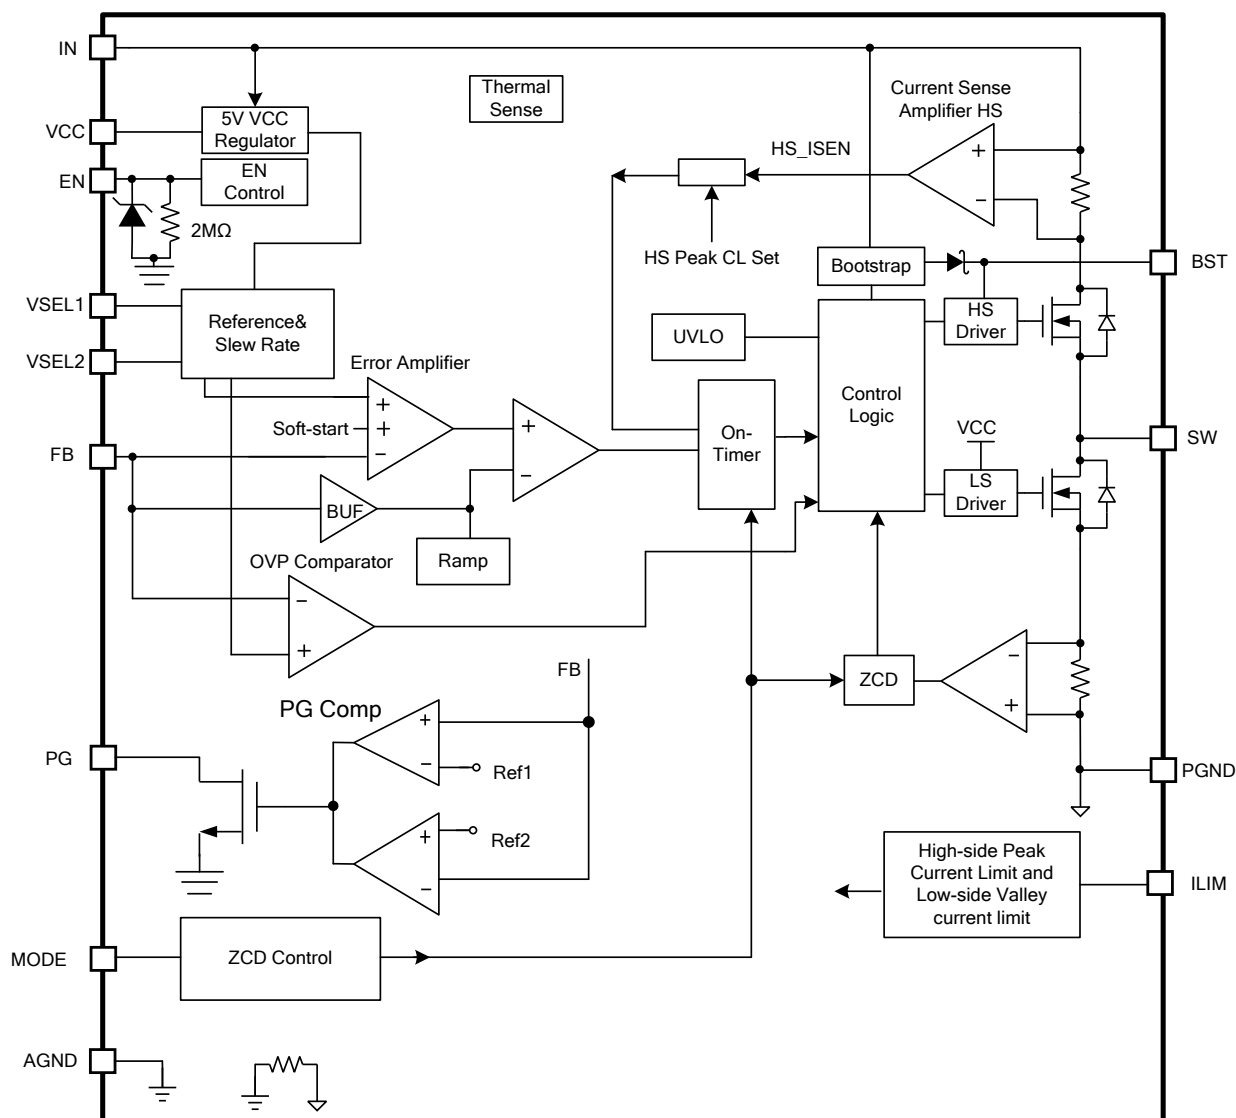 IN
Thermal
Sense
Current Sense
Amplifier HS
VCC
5V VCC
Regulator
+
HS_ISEN
EN
EN
Control
−
2MΩ
HS Peak CL Set
Bootstrap
BST
VSEL1
Reference&
Slew Rate
HS
Driver
UVLO
VSEL2
Error Amplifier
+
Soft-start
+
−
+
−
On-
Timer
Control
Logic
VCC
SW
FB
LS
Driver
BUF
Ramp
OVP Comparator
−
+
FB
ZCD
−
+
PG Comp
+
−
Ref1
PG
PGND
+
−
Ref2
High-side Peak
Current Limit and
Low-side Valley
current limit
ILIM
MODE
ZCD Control
AGND